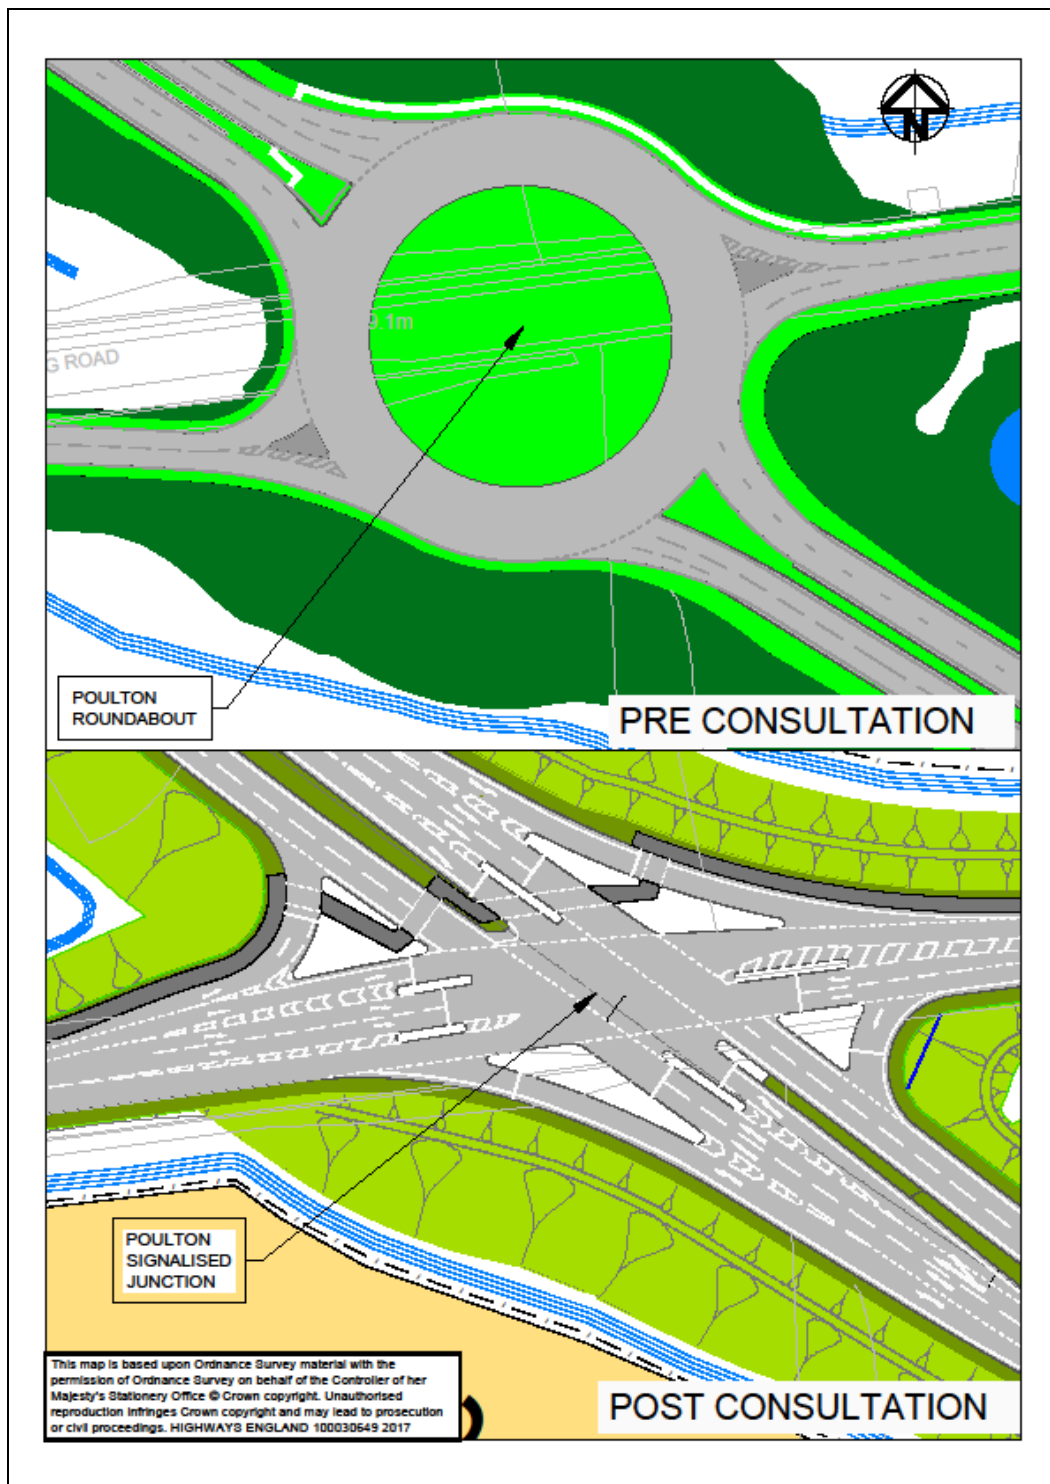 N
9.1m
G ROAD
POULTON
ROUNDABOUT
PRE CONSULTATION
POULTON
SIGNALISED
JUNCTION
This map is based upon Ordnance Survey material with the
permission of Ordnance Survey on behalf of the Controller of her
Majesty's Stationery Office © Crown copyright. Unauthorised
reproduction infringes Crown copyright and may lead to prosecution
or civil proceedings. HIGHWAYS ENGLAND 100030649 2017
POST CONSULTATION